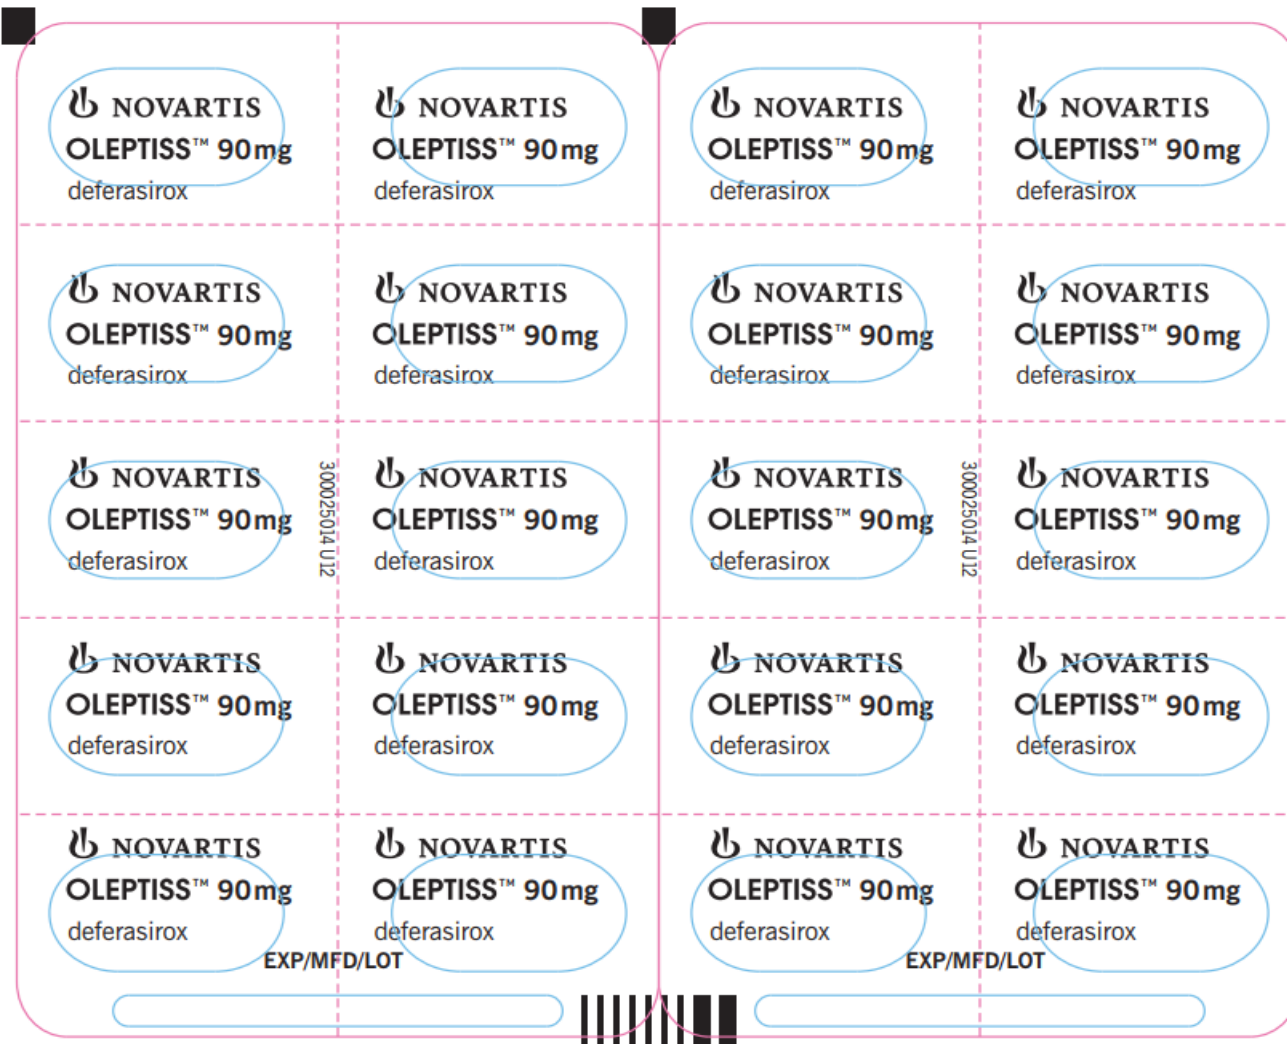 NOVARTIS NOVARTIS NOVARTIS NOVARTIS
OLEPTISS™ 90mg OLEPTISS™ 90mg OLEPTISS™ 90mg OLEPTISS™ 90mg
deferasirox deferasirox deferasirox deferasirox
NOVARTIS NOVARTIS NOVARTIS NOVARTIS
OLEPTISS™ 90mg OLEPTISS™ 90mg OLEPTISS™ 90mg OLEPTISS™ 90mg
deferasirox deferasirox deferasirox deferasirox
NOVARTIS NOVARTIS NOVARTIS NOVARTIS
OLEPTISS™ 90mg OLEPTISS™ 90mg OLEPTISS™ 90mg OLEPTISS™ 90mg
deferasirox deferasirox deferasirox deferasirox
300025014 U12
300025014 U12
NOVARTIS NOVARTIS NOVARTIS NOVARTIS
OLEPTISS™ 90mg OLEPTISS™ 90mg OLEPTISS™ 90mg OLEPTISS™ 90mg
deferasirox deferasirox deferasirox deferasirox
NOVARTIS NOVARTIS NOVARTIS NOVARTIS
OLEPTISS™ 90mg OLEPTISS™ 90mg OLEPTISS™ 90mg OLEPTISS™ 90mg
deferasirox deferasirox deferasirox deferasirox
EXP/MFD/LOT EXP/MFD/LOT